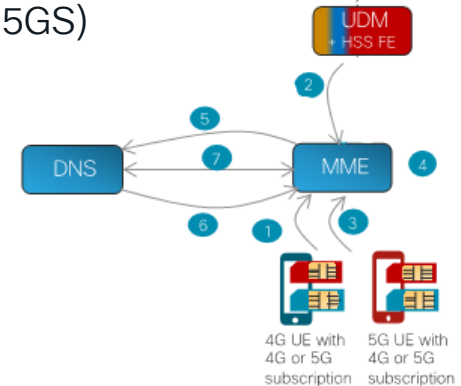 5GS)
UDM
+ HSS FE
2
5
DNS
7
MME
4
6
1
3
4G UE with
4G or 5G
subscription
5G UE with
4G or 5G
subscription